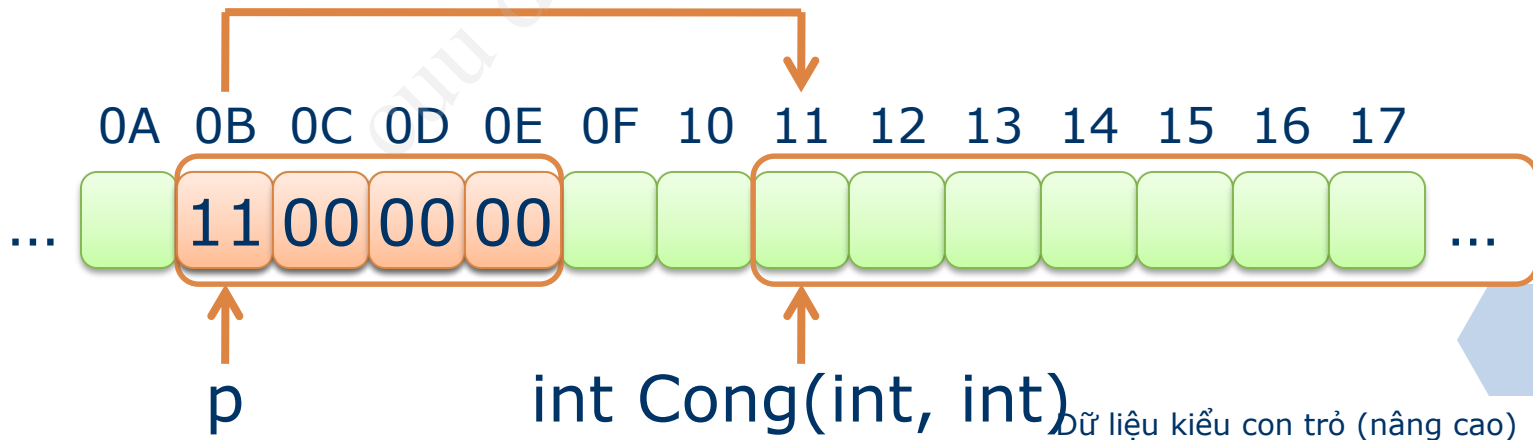 0A 0B 0C 0D 0E 0F 10 11 12 13 14 15 16 17
... 11 00 00 00 ...
p int Cong(int, int)
Dữ liệu kiểu con trỏ (nâng cao)